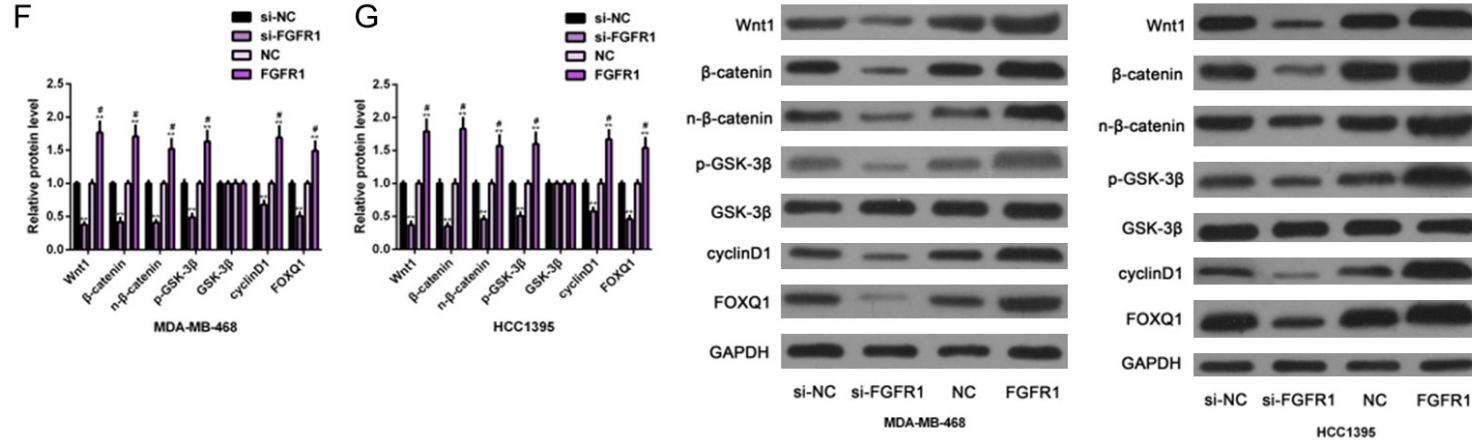 F
si-NC
si-FGFR1
NC
FGFR1
Relative protein level
2.5
2.0
1.5
1.0
0.5
0.0
# # # # # #
** ** ** ** ** **
** ** ** ** ** **
Wnt1
β-catenin
n-β-catenin
p-GSK-3β
GSK-3β
cyclinD1
FOXQ1
MDA-MB-468
G
si-NC
si-FGFR1
NC
FGFR1
Relative protein level
2.5
2.0
1.5
1.0
0.5
0.0
# # # # # #
** ** ** ** ** **
** ** ** ** ** **
Wnt1
β-catenin
n-β-catenin
p-GSK-3β
GSK-3β
cyclinD1
FOXQ1
HCC1395
Wnt1
β-catenin
n-β-catenin
p-GSK-3β
GSK-3β
cyclinD1
FOXQ1
GAPDH
si-NC si-FGFR1 NC FGFR1
MDA-MB-468
Wnt1
β-catenin
n-β-catenin
p-GSK-3β
GSK-3β
cyclinD1
FOXQ1
GAPDH
si-NC si-FGFR1 NC FGFR1
HCC1395